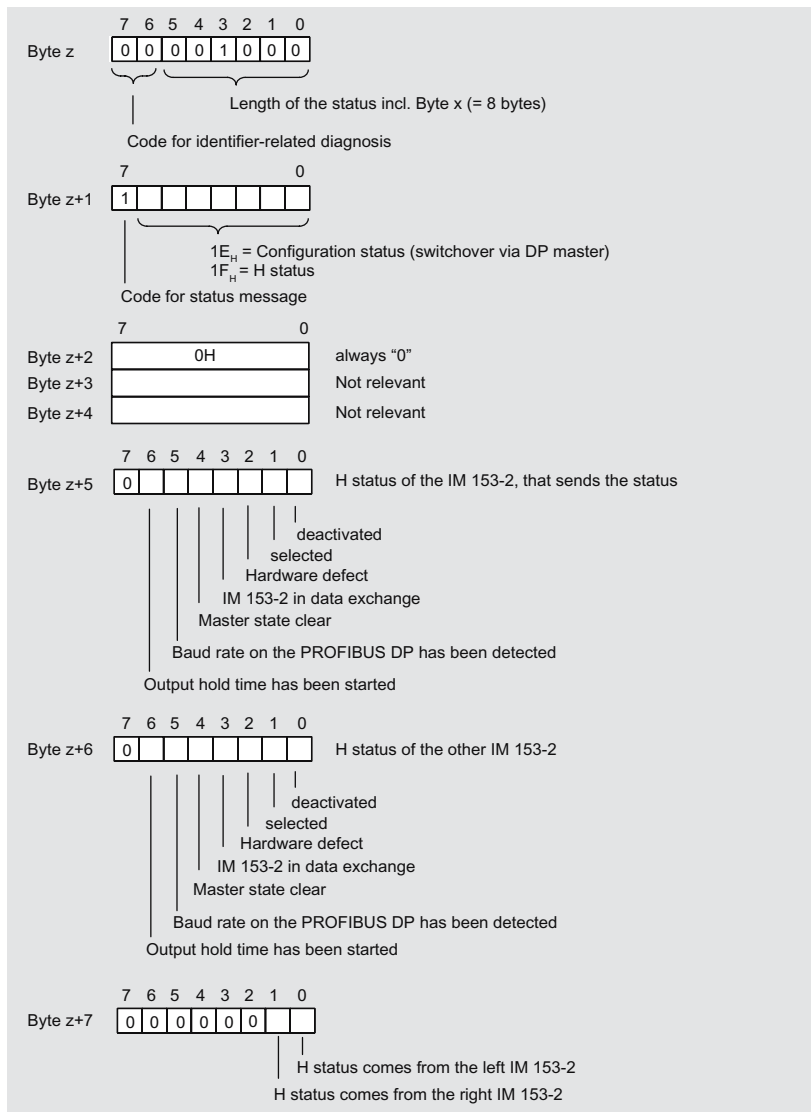 7 6 5 4 3 2 1 0
Byte z 0 0 0 0 1 0 0 0
Length of the status incl. Byte x (= 8 bytes)
Code for identifier-related diagnosis
7 0
Byte z+1 1
1EH = Configuration status (switchover via DP master)
1FH = H status
Code for status message
7 0
Byte z+2 0H always “0”
Byte z+3 Not relevant
Byte z+4 Not relevant
7 6 5 4 3 2 1 0
Byte z+5 0 H status of the IM 153-2, that sends the status
deactivated
selected
Hardware defect
IM 153-2 in data exchange
Master state clear
Baud rate on the PROFIBUS DP has been detected
Output hold time has been started
7 6 5 4 3 2 1 0
Byte z+6 0 H status of the other IM 153-2
deactivated
selected
Hardware defect
IM 153-2 in data exchange
Master state clear
Baud rate on the PROFIBUS DP has been detected
Output hold time has been started
7 6 5 4 3 2 1 0
Byte z+7 0 0 0 0 0 0
H status comes from the left IM 153-2
H status comes from the right IM 153-2